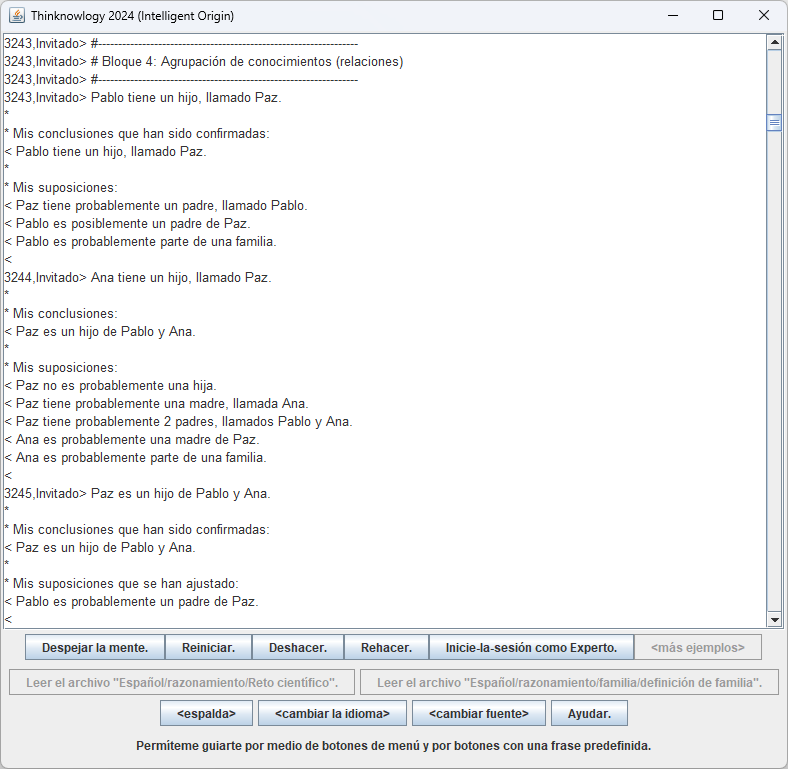 Thinknowlogy 2024 (Intelligent Origin)
3243,Invitado> #-----------------------------------------------------------------
3243,Invitado> # Bloque 4: Agrupación de conocimientos (relaciones)
3243,Invitado> #-----------------------------------------------------------------
3243,Invitado> Pablo tiene un hijo, llamado Paz.
*
* Mis conclusiones que han sido confirmadas:
< Pablo tiene un hijo, llamado Paz.
*
* Mis suposiciones:
< Paz tiene probablemente un padre, llamado Pablo.
< Pablo es posiblemente un padre de Paz.
< Pablo es probablemente parte de una familia.
<
3244,Invitado> Ana tiene un hijo, llamado Paz.
*
* Mis conclusiones:
< Paz es un hijo de Pablo y Ana.
*
* Mis suposiciones:
< Paz no es probablemente una hija.
< Paz tiene probablemente una madre, llamada Ana.
< Paz tiene probablemente 2 padres, llamados Pablo y Ana.
< Ana es probablemente una madre de Paz.
< Ana es probablemente parte de una familia.
<
3245,Invitado> Paz es un hijo de Pablo y Ana.
*
* Mis conclusiones que han sido confirmadas:
< Paz es un hijo de Pablo y Ana.
*
* Mis suposiciones que se han ajustado:
< Pablo es probablemente un padre de Paz.
<
Despejar la mente. Reiniciar. Deshacer. Rehacer. Inicie-la-sesión como Experto. <más ejemplos>
Leer el archivo "Español/razonamiento/Reto científico". Leer el archivo "Español/razonamiento/familia/definición de familia".
<espalda> <cambiar la idioma> <cambiar fuente> Ayudar.
Permíteme guiarte por medio de botones de menú y por botones con una frase predefinida.